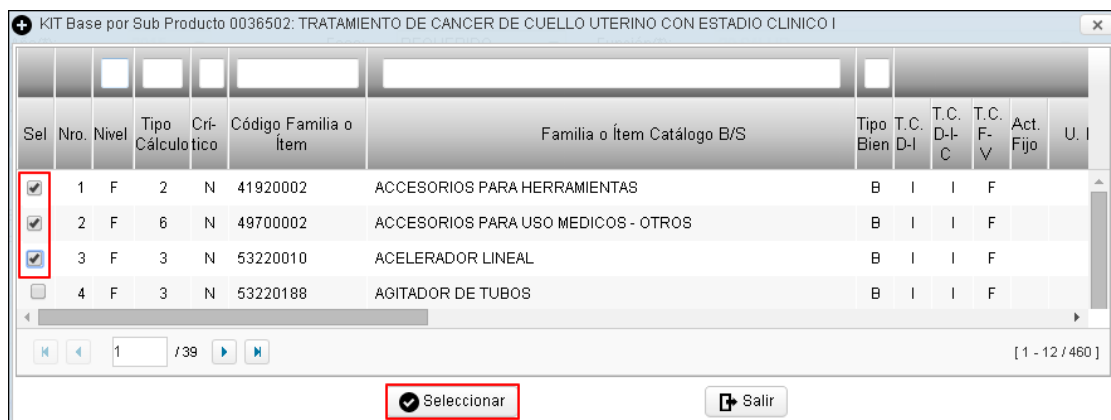 KIT Base por Sub Producto 0036502: TRATAMIENTO DE CANCER DE CUELLO UTERINO CON ESTADIO CLINICO I
Sel Nro. Nivel Tipo Cálculo Crí-tico Código Familia o Ítem Familia o Ítem Catálogo B/S Tipo Bien T.C. D-I T.C. D-I-C T.C. F-V Act. Fijo U.
1 F 2 N 41920002 ACCESORIOS PARA HERRAMIENTAS B I I F
2 F 6 N 49700002 ACCESORIOS PARA USO MEDICOS - OTROS B I I F
3 F 3 N 53220010 ACELERADOR LINEAL B I I F
4 F 3 N 53220188 AGITADOR DE TUBOS B I I F
1 / 39 [ 1 - 12 / 460 ]
Seleccionar Salir